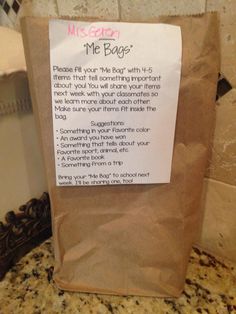 Mrs.
"Me Bags"
Please fill your "Me Bag" with 4-5
items that tell something important
about you! You will share your items
next week with your classmates so
we learn more about each other.
Make sure your items fit inside the
bag.
Suggestions:
• Something in your favorite color
• An award you have won
• Something that tells about your
favorite sport, animal, etc.
• A Favorite book
• Something from a trip
Bring your "Me Bag" to school next
week. I'll be sharing one, too!